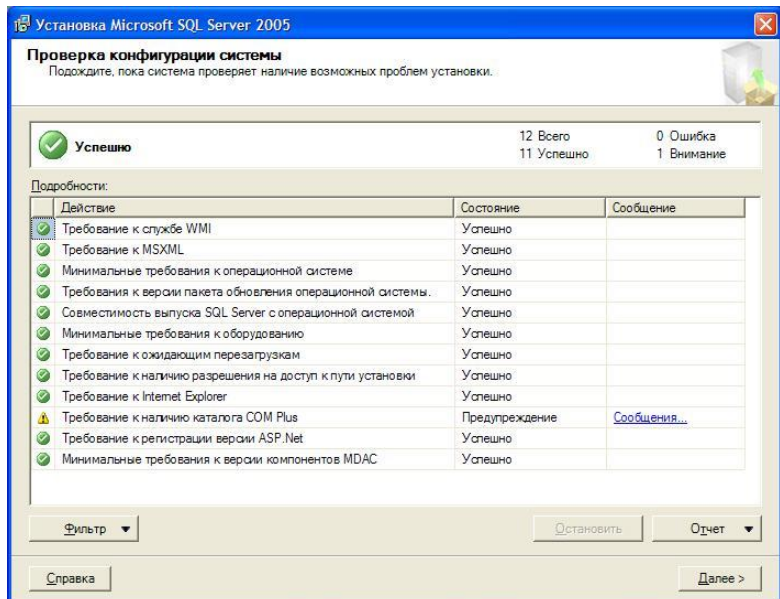 Установка Microsoft SQL Server 2005
Проверка конфигурации системы
Подождите, пока система проверяет наличие возможных проблем установки.
Успешно
12 Всего
0 Ошибка
11 Успешно
1 Внимание
Подробности:
Действие Состояние Сообщение
Требование к службе WMI Успешно
Требование к MSXML Успешно
Минимальные требования к операционной системе Успешно
Требования к версии пакета обновления операционной системы. Успешно
Совместимость выпуска SQL Server с операционной системой Успешно
Минимальные требования к оборудованию Успешно
Требование к ожидающим перезагрузкам Успешно
Требование к наличию разрешения на доступ к пути установки Успешно
Требование к Internet Explorer Успешно
Требование к наличию каталога COM Plus Предупреждение Сообщения...
Требование к регистрации версии ASP.Net Успешно
Минимальные требования к версии компонентов MDAC Успешно
Фильтр Остановить Отчет
Справка Далее >